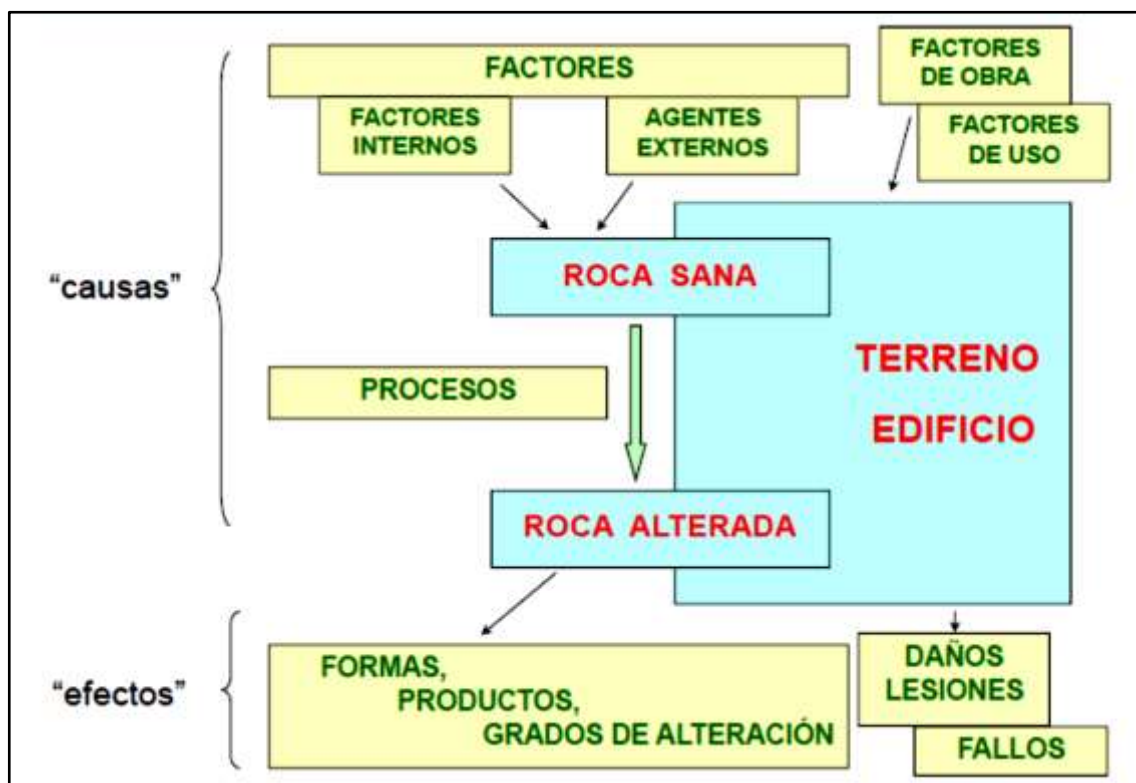 FACTORES
FACTORES
INTERNOS
AGENTES
EXTERNOS
FACTORES
DE OBRA
FACTORES
DE USO
“causas”
ROCA SANA
PROCESOS
TERRENO
EDIFICIO
ROCA ALTERADA
“efectos”
FORMAS,
PRODUCTOS,
GRADOS DE ALTERACIÓN
DAÑOS
LESIONES
FALLOS